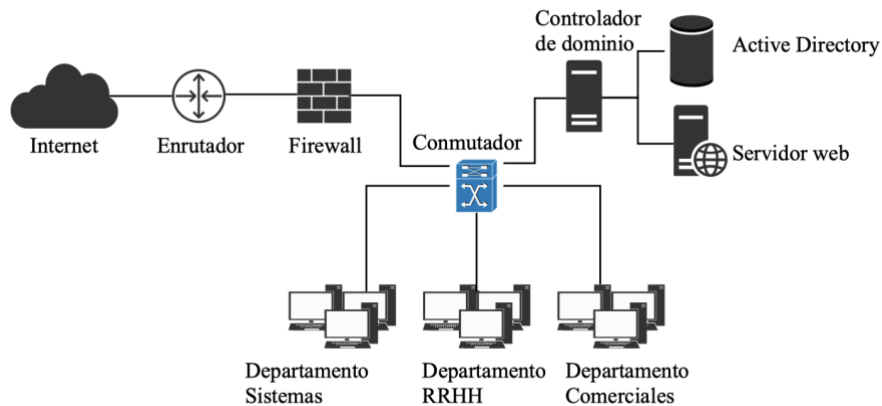 Controlador
de dominio
Active Directory
Internet
Enrutador
Firewall
Conmutador
Servidor web
Departamento
Sistemas
Departamento
RRHH
Departamento
Comerciales